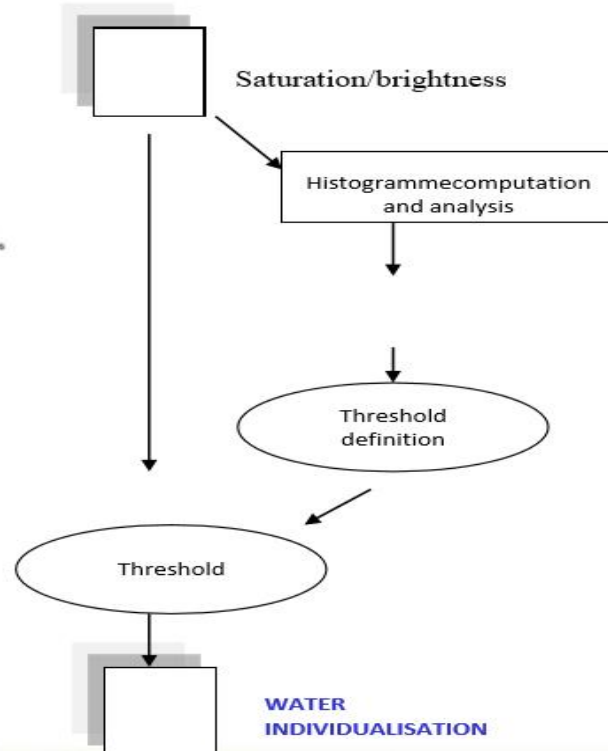 Saturation/brightness
Histogrammecomputation
and analysis
Threshold
definition
Threshold
WATER
INDIVIDUALISATION